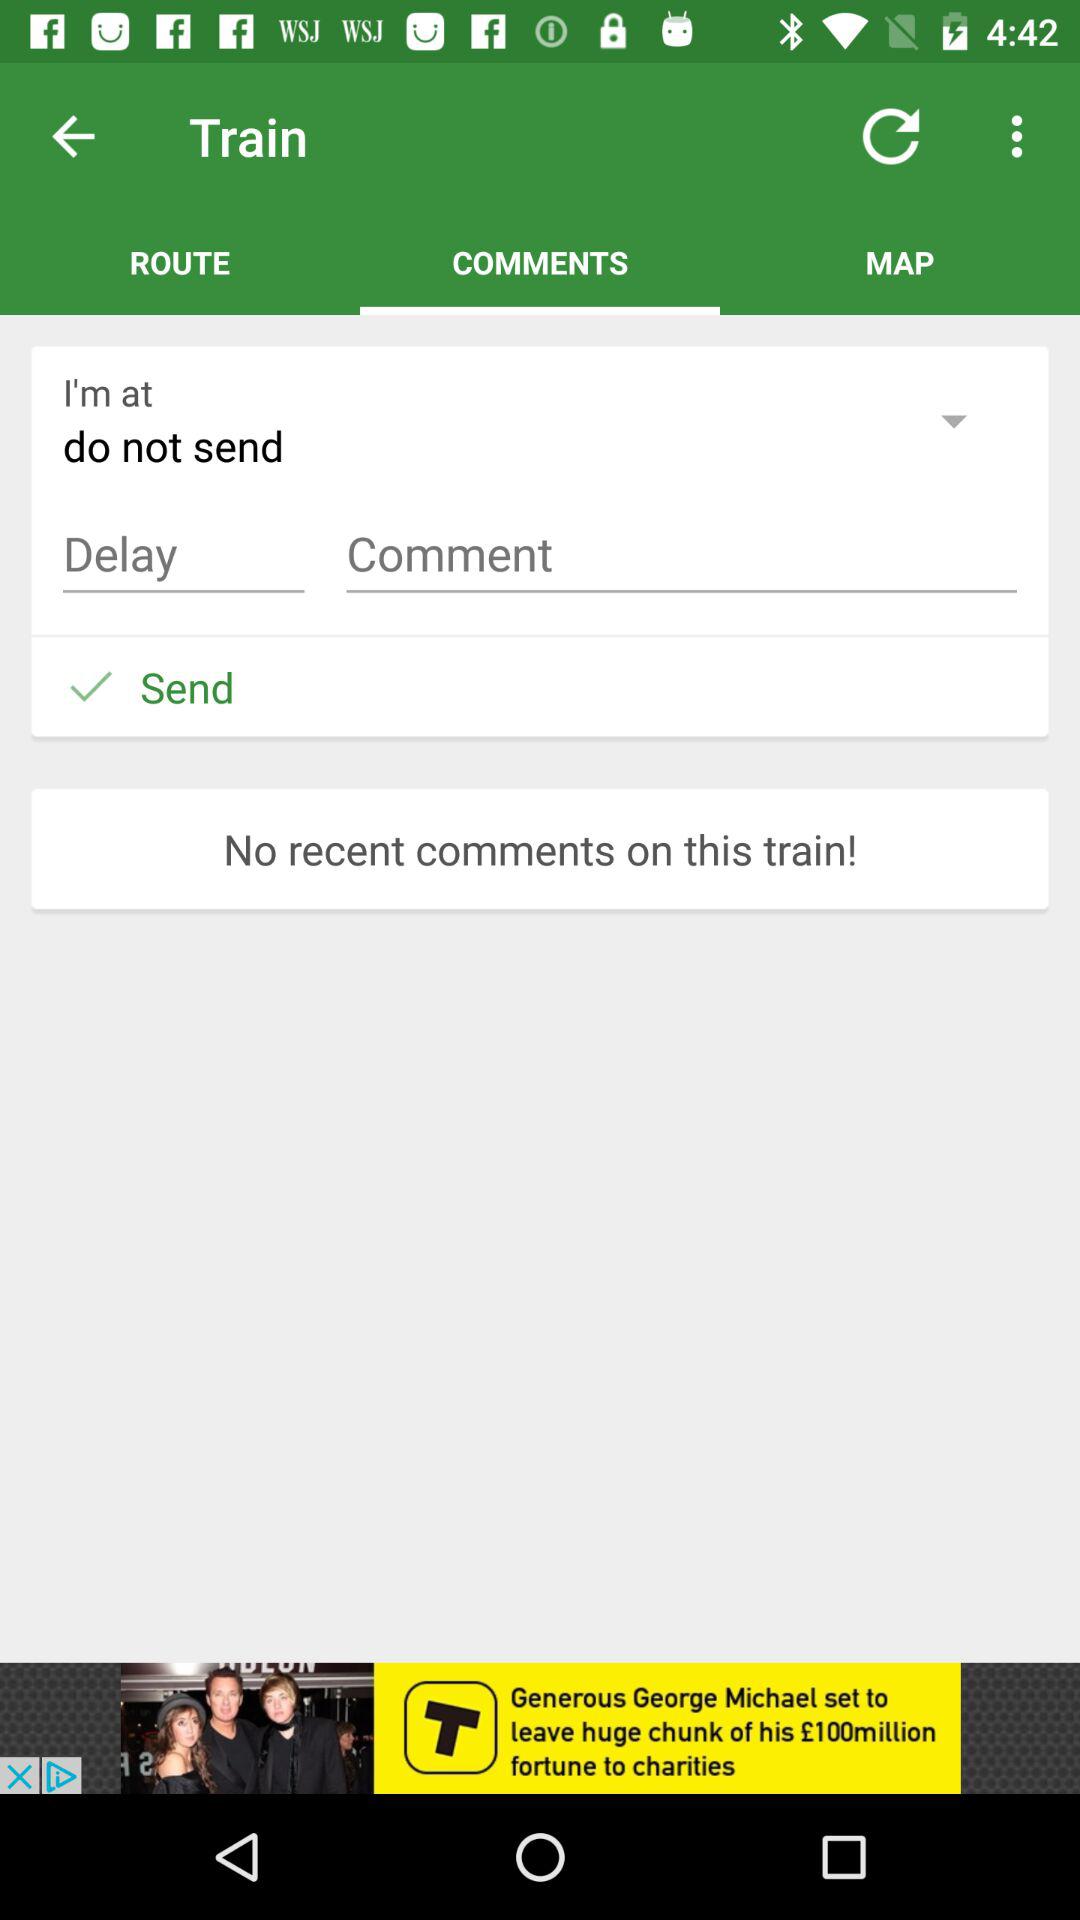 WSJ WSJ 4:42
Train
ROUTE COMMENTS MAP
I'm at
do not send
Delay Comment
Send
No recent comments on this train!
T
Generous George Michael set to
leave huge chunk of his £100million
fortune to charities